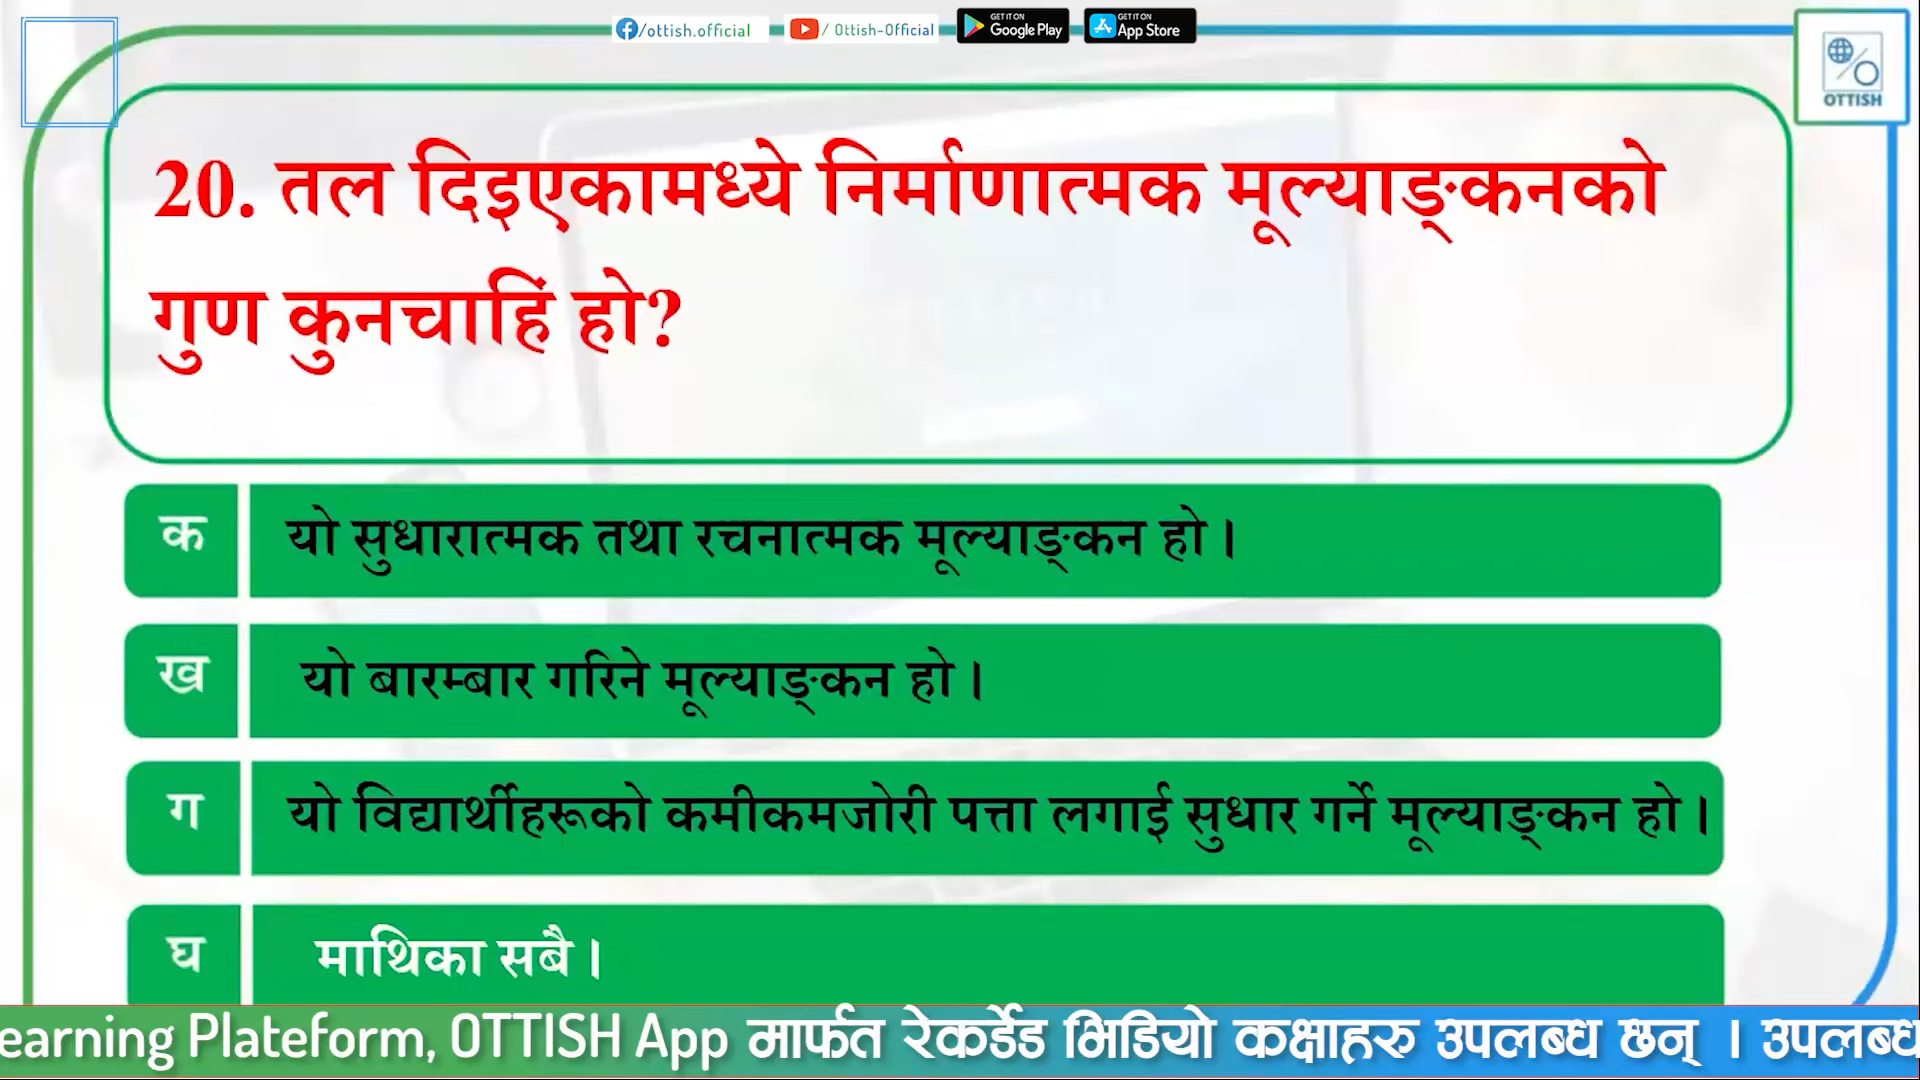 /ottish.official
/ Ottish-Official
GET IT ON
Google Play
GET IT ON
App Store
OTTISH
20. तल दिइएकामध्ये निर्माणात्मक मूल्याङ्कनको
गुण कुनचाहिं हो?
क यो सुधारात्मक तथा रचनात्मक मूल्याङ्कन हो।
ख यो बारम्बार गरिने मूल्याङ्कन हो।
ग यो विद्यार्थीहरूको कमीकमजोरी पत्ता लगाई सुधार गर्ने मूल्याङ्कन हो।
घ माथिका सबै।
earning Plateform, OTTISH App मार्फत रेकर्डेड भिडियो कक्षाहरु उपलब्ध छन् । उपलब्ध